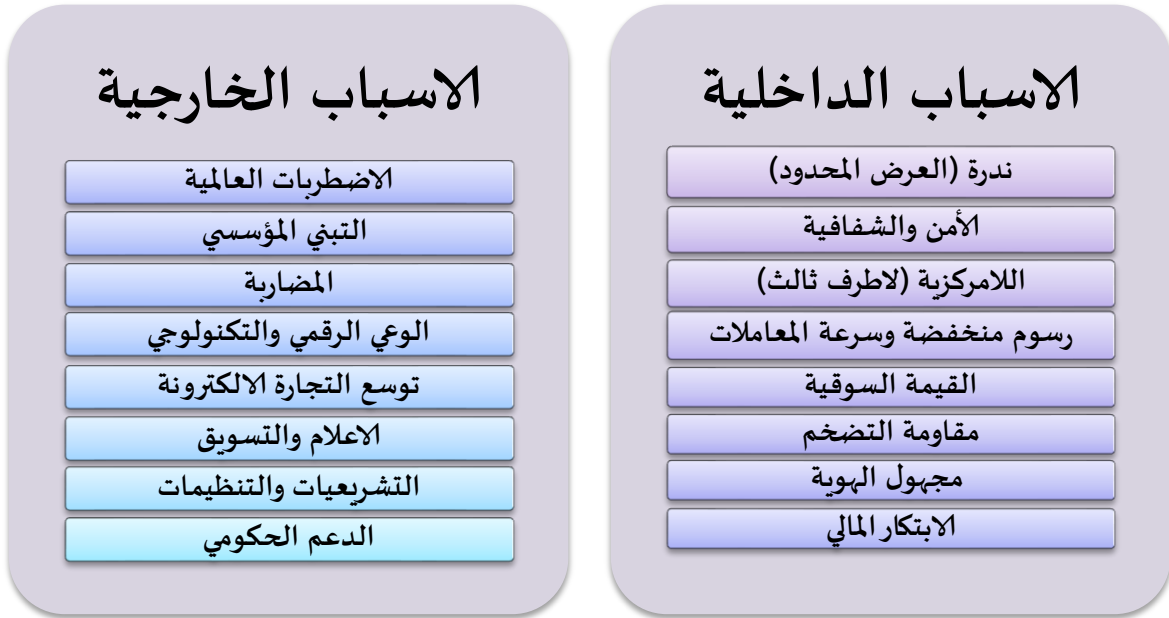 الاسباب الداخلية
ندرة (العرض المحدود)
الأمن والشفافية
اللامركزية (لاطرف ثالث)
رسوم منخفضة وسرعة المعاملات
القيمة السوقية
مقاومة التضخم
مجهول الهوية
الابتكار المالي
الاسباب الخارجية
الاضطربات العالمية
التبني المؤسسي
المضاربة
الوعي الرقمي والتكنولوجي
توسع التجارة الالكترونة
الاعلام والتسويق
التشريعيات والتنظيمات
الدعم الحكومي